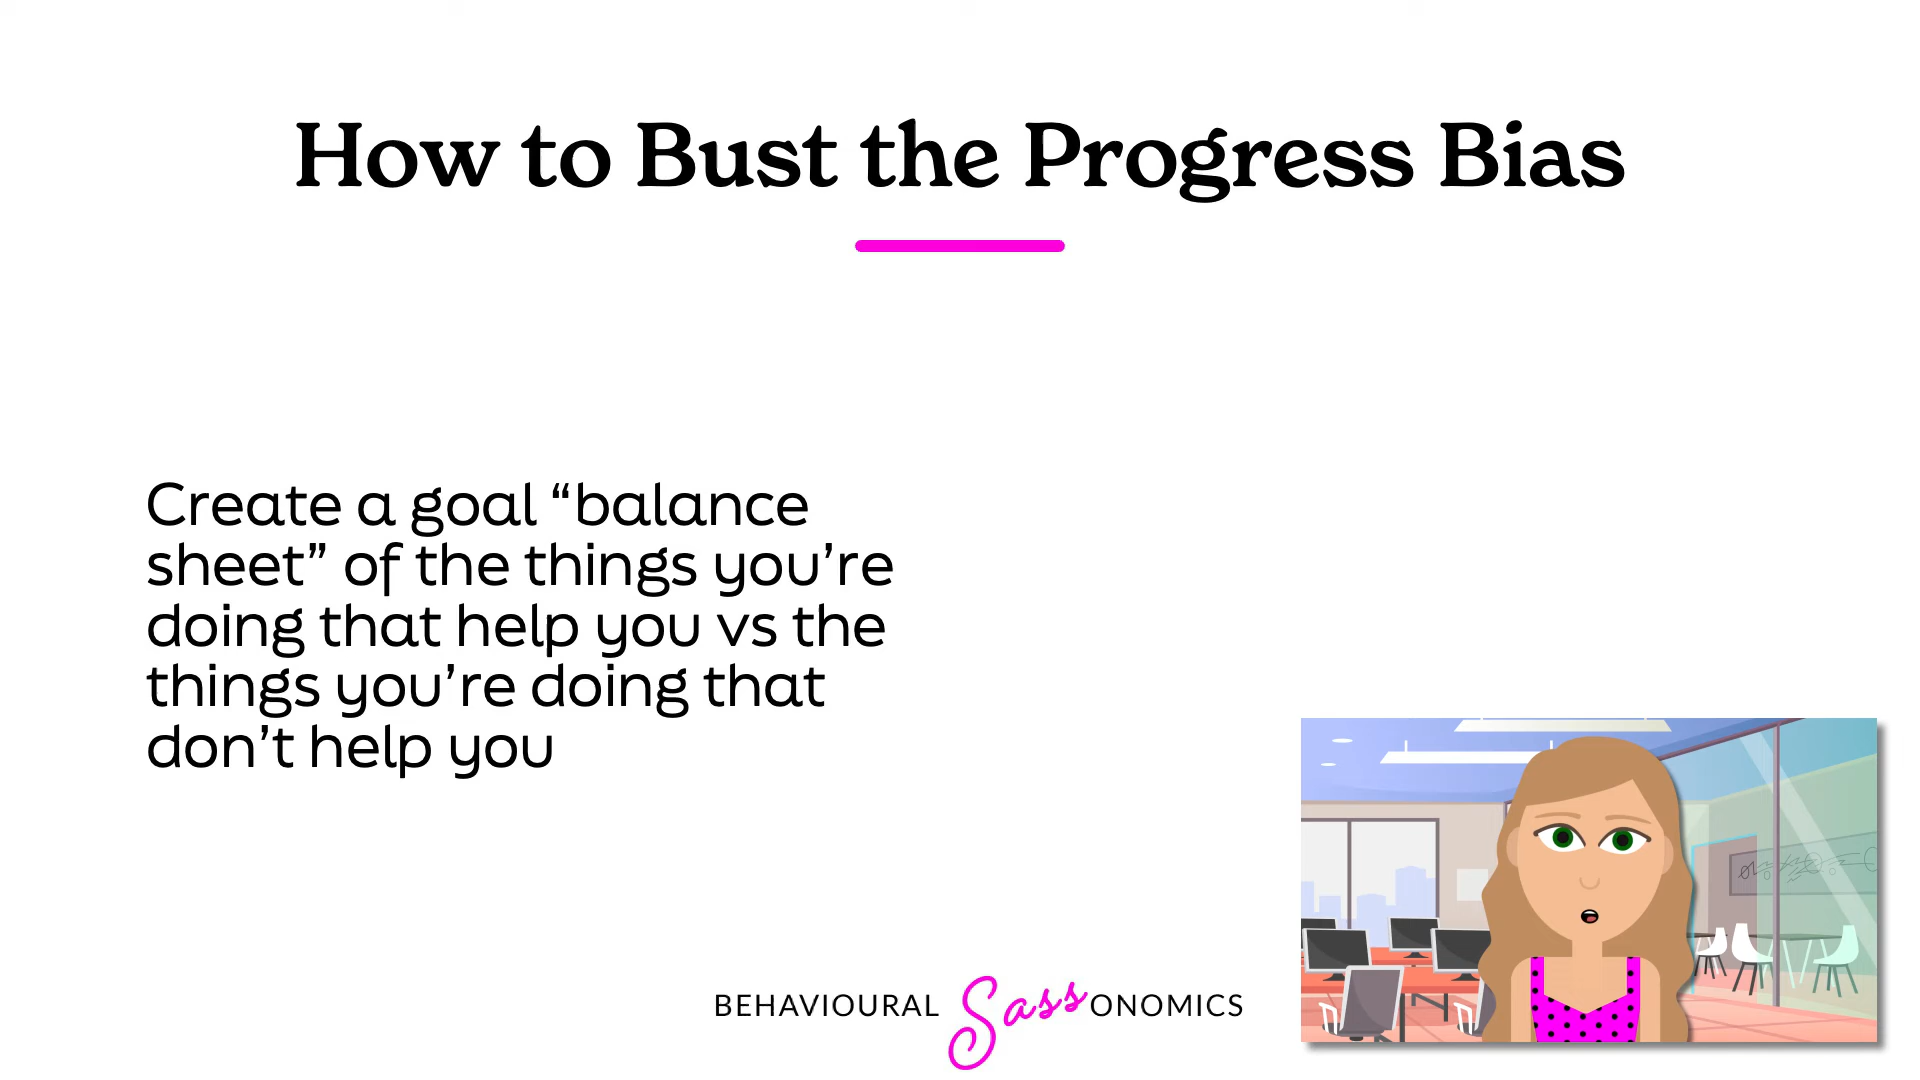 How to Bust the Progress Bias
Create a goal “balance
sheet” of the things you’re
doing that help you vs the
things you’re doing that
don’t help you
BEHAVIOURAL Sassonomics